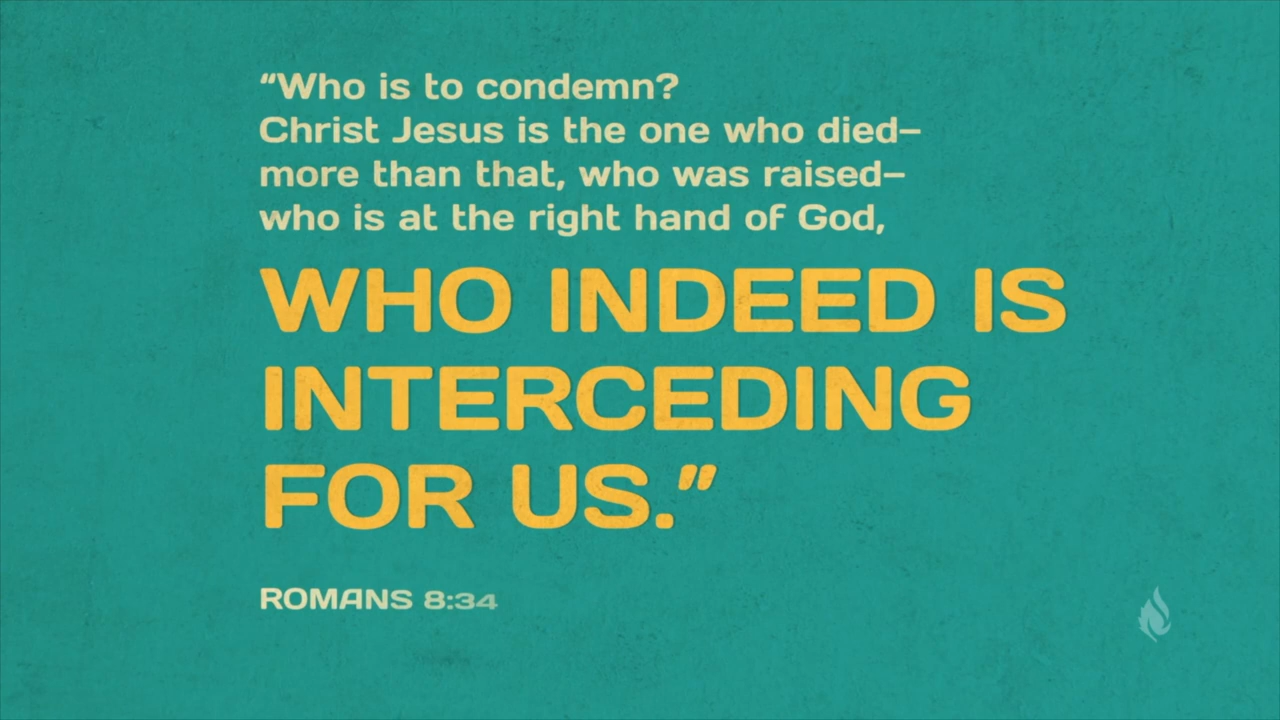 “Who is to condemn?
Christ Jesus is the one who died–
more than that, who was raised–
who is at the right hand of God,
WHO INDEED IS
INTERCEDING
FOR US.”
ROMANS 8:34